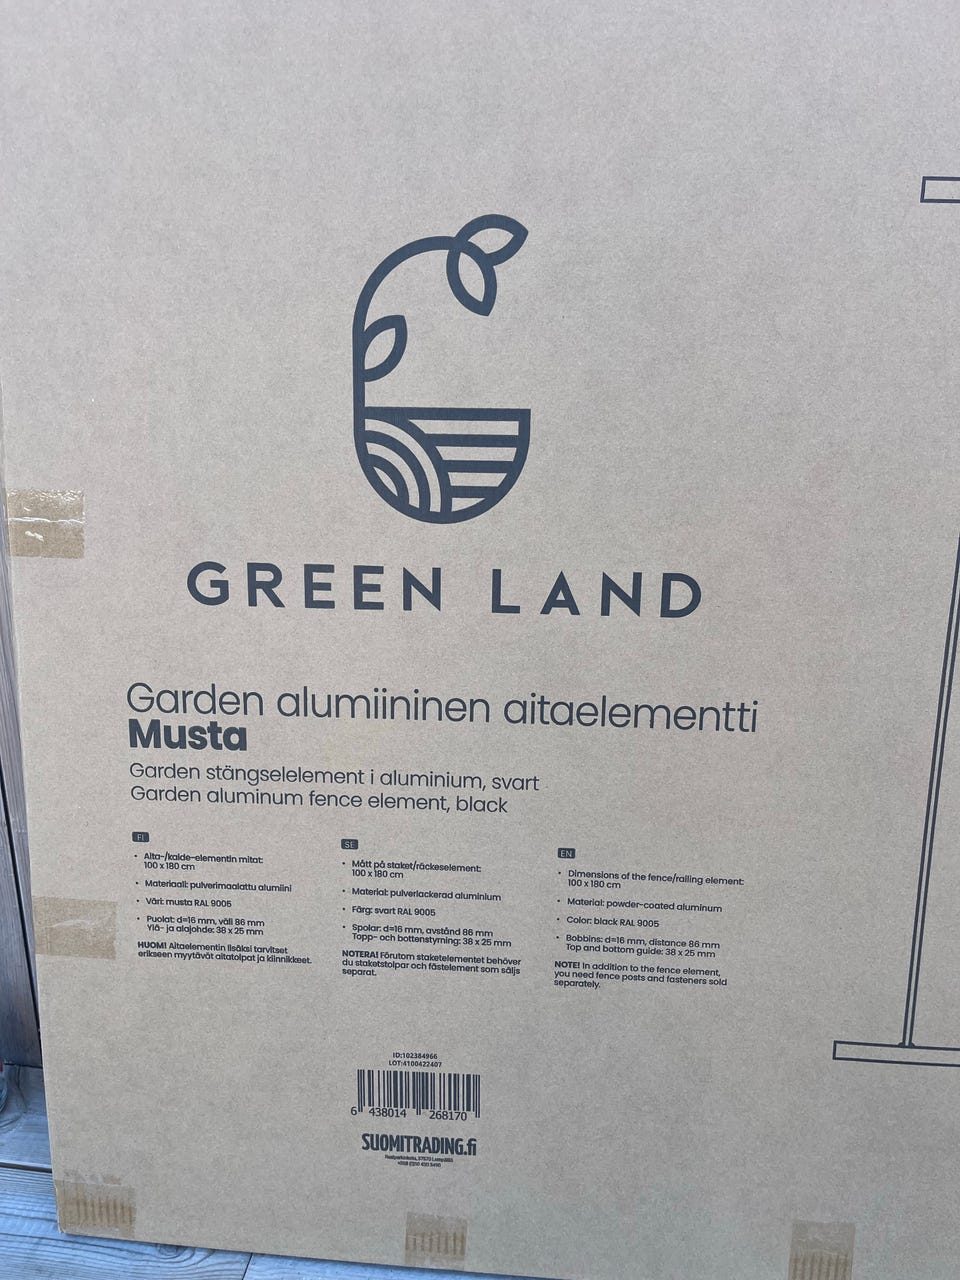 GREEN LAND
Garden alumiininen aitaelementti
Musta
Garden stängselelement i aluminium, svart
Garden aluminum fence element, black
FI
• Aita-/kaide-elementin mitat:
100 x 180 cm
• Materiaali: pulverimaalattu alumiini
• Väri: musta RAL 9005
• Puolat: d=16 mm, väli 86 mm
Ylä- ja alajohde: 38 x 25 mm
HUOM! Aitaelementin lisäksi tarvitset
erikseen myytävät aitatolpat ja kiinnikkeet.
SE
• Mått på staket/räckeselement:
100 x 180 cm
• Material: pulverlackerad aluminium
• Färg: svart RAL 9005
• Spolar: d=16 mm, avstånd 86 mm
Topp- och bottenstyrning: 38 x 25 mm
NOTERA! Förutom staketelementet behöver
du staketstolpar och fästelement som säljs
separat.
EN
• Dimensions of the fence/railing element:
100 x 180 cm
• Material: powder-coated aluminum
• Color: black RAL 9005
• Bobbins: d=16 mm, distance 86 mm
Top and bottom guide: 38 x 25 mm
NOTE! In addition to the fence element,
you need fence posts and fasteners sold
separately.
ID:102384966
LOT:4100422407
6 438014 268170
SUOMITRADING.fi